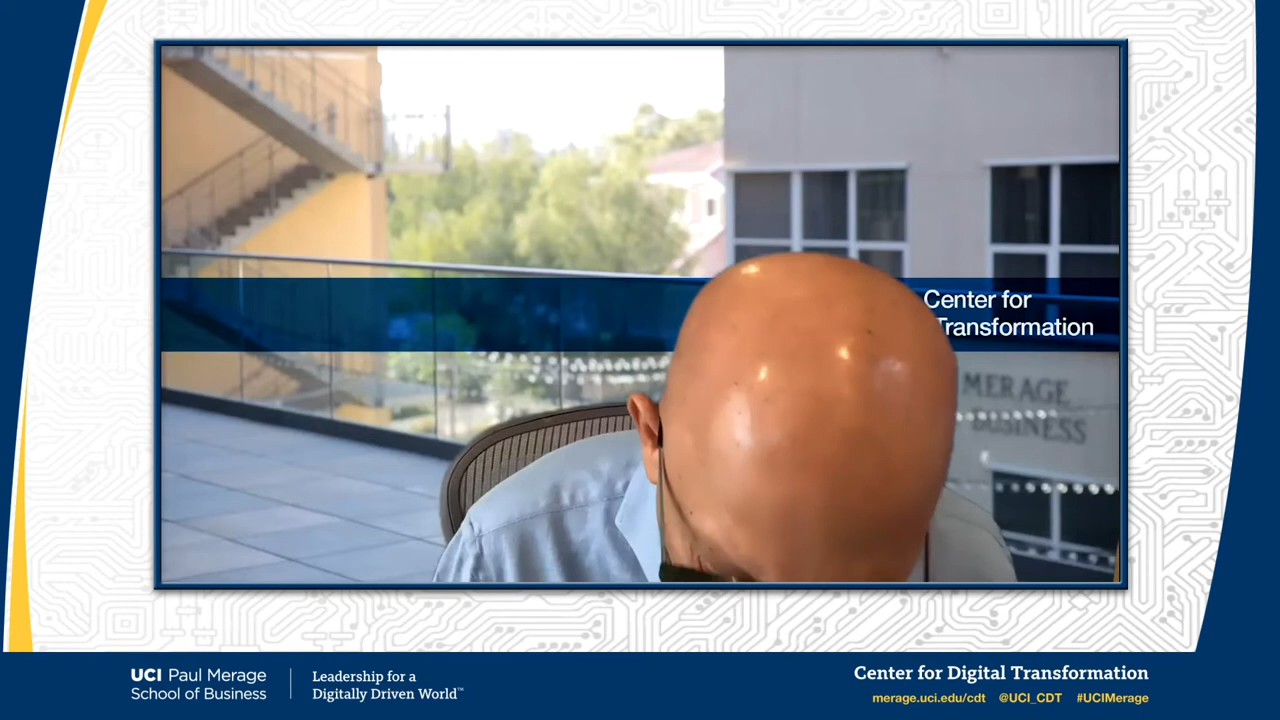 Center for
Transformation
MERAGE
BUSINESS
UCI Paul Merage
School of Business
Leadership for a
Digitally Driven World™
Center for Digital Transformation
merage.uci.edu/cdt @UCI_CDT #UCIMerage